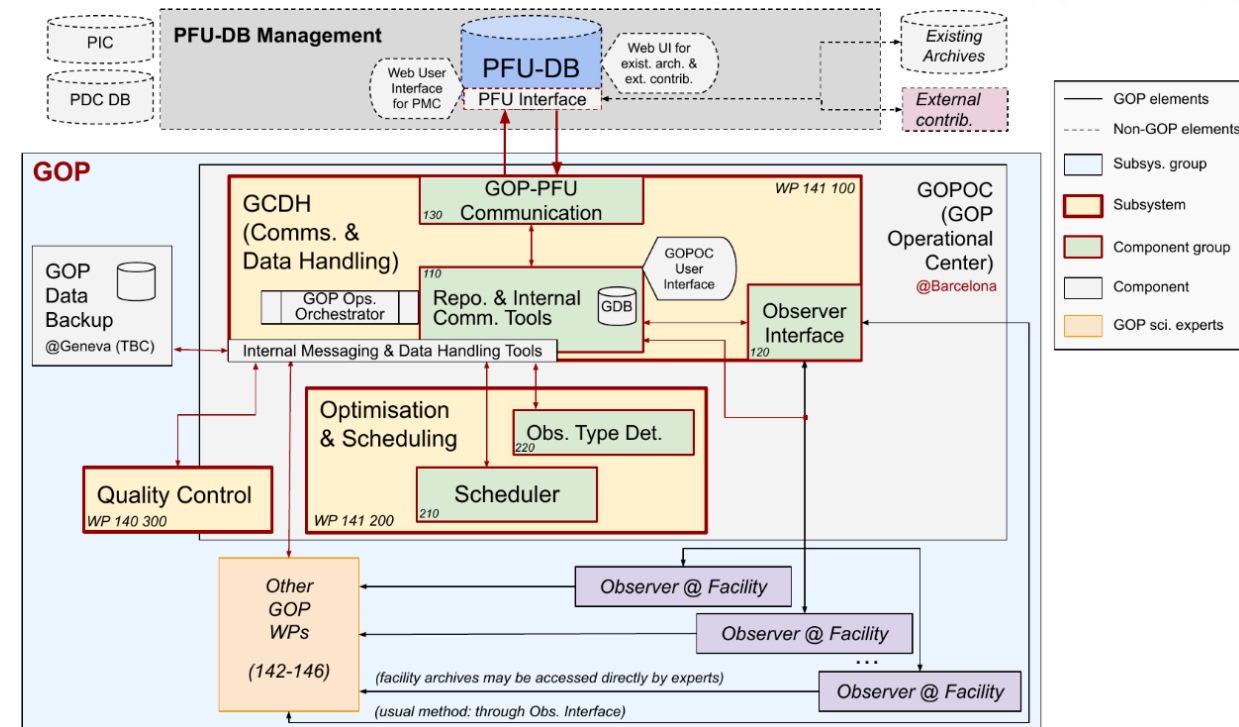 PIC
PDC DB
PFU-DB Management
Web User
Interface
for PMC
PFU-DB
PFU Interface
Web UI for
exist. arch. &
ext. contrib.
Existing
Archives
External
contrib.
GOP elements
Non-GOP elements
Subsys. group
Subsystem
Component group
Component
GOP sci. experts
GOP
GCDH
(Comms. &
Data Handling)
GOP-PFU
Communication
130
WP 141 100
GOPOC
(GOP
Operational
Center)
@Barcelona
GOP
Data
Backup
@Geneva (TBC)
GOP Ops.
Orchestrator
110
Repo. & Internal
Comm. Tools
GDB
GOPOC
User
Interface
Observer
Interface
120
Internal Messaging & Data Handling Tools
Optimisation
& Scheduling
Obs. Type Det.
220
Scheduler
210
WP 141 200
Quality Control
WP 140 300
Other
GOP
WPs
(142-146)
Observer @ Facility
Observer @ Facility
...
Observer @ Facility
(facility archives may be accessed directly by experts)
(usual method: through Obs. Interface)